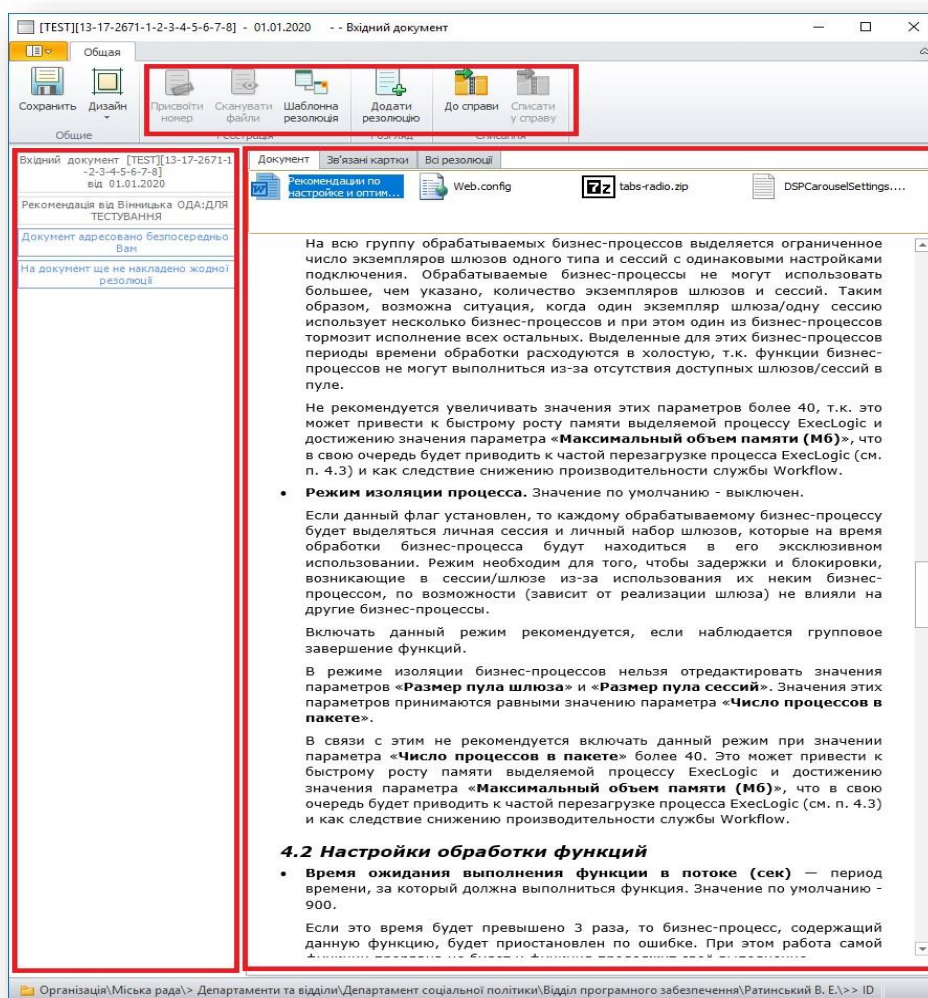 [TEST][13-17-2671-1-2-3-4-5-6-7-8] - 01.01.2020 - - Вхідний документ
Общая
Сохранить
Дизайн
Присвоїти
номер
Сканувати
файли
Шаблонна
резолюція
Додати
резолюцію
До справи
Списати
у справу
Общие
Реєстрація
Розгляд
Списання
Вхідний документ [TEST][13-17-2671-1
-2-3-4-5-6-7-8]
від 01.01.2020
Рекомендація від Вінницька ОДА:ДЛЯ
ТЕСТУВАННЯ
Документ адресовано безпосередньо
Вам
На документ ще не накладено жодної
резолюції
Документ
Зв'язані картки
Всі резолюції
Рекомендации по
настройке и оптим...
Web.config
7z tabs-radio.zip
DSPCarouselSettings....
На всю группу обрабатываемых бизнес-процессов выделяется ограниченное
число экземпляров шлюзов одного типа и сессий с одинаковыми настройками
подключения. Обрабатываемые бизнес-процессы не могут использовать
большее, чем указано, количество экземпляров шлюзов и сессий. Таким
образом, возможна ситуация, когда один экземпляр шлюза/одну сессию
использует несколько бизнес-процессов и при этом один из бизнес-процессов
тормозит исполнение всех остальных. Выделенные для этих бизнес-процессов
периоды времени обработки расходуются в холостую, т.к. функции бизнес-
процессов не могут выполниться из-за отсутствия доступных шлюзов/сессий в
пуле.
Не рекомендуется увеличивать значения этих параметров более 40, т.к. это
может привести к быстрому росту памяти выделяемой процессу ExecLogic и
достижению значения параметра «Максимальный объем памяти (Мб)», что
в свою очередь будет приводить к частой перезагрузке процесса ExecLogic (см.
п. 4.3) и как следствие снижению производительности службы Workflow.
• Режим изоляции процесса. Значение по умолчанию - выключен.
Если данный флаг установлен, то каждому обрабатываемому бизнес-процессу
будет выделяться личная сессия и личный набор шлюзов, которые на время
обработки бизнес-процесса будут находиться в его эксклюзивном
использовании. Режим необходим для того, чтобы задержки и блокировки,
возникающие в сессии/шлюзе из-за использования их неким бизнес-
процессом, по возможности (зависит от реализации шлюза) не влияли на
другие бизнес-процессы.
Включать данный режим рекомендуется, если наблюдается групповое
завершение функций.
В режиме изоляции бизнес-процессов нельзя отредактировать значения
параметров «Размер пула шлюза» и «Размер пула сессий». Значения этих
параметров принимаются равными значению параметра «Число процессов в
пакете».
В связи с этим не рекомендуется включать данный режим при значении
параметра «Число процессов в пакете» более 40. Это может привести к
быстрому росту памяти выделяемой процессу ExecLogic и достижению
значения параметра «Максимальный объем памяти (Мб)», что в свою
очередь будет приводить к частой перезагрузке процесса ExecLogic (см. п. 4.3)
и как следствие снижению производительности службы Workflow.
4.2 Настройки обработки функций
• Время ожидания выполнения функции в потоке (сек) — период
времени, за который должна выполниться функция. Значение по умолчанию -
900.
Если это время будет превышено 3 раза, то бизнес-процесс, содержащий
данную функцию, будет приостановлен по ошибке. При этом работа самой
Організація\Міська рада\> Департаменти та відділи\Департамент соціальної політики\Відділ програмного забезпечення\Ратинський В. Е.\>> ID